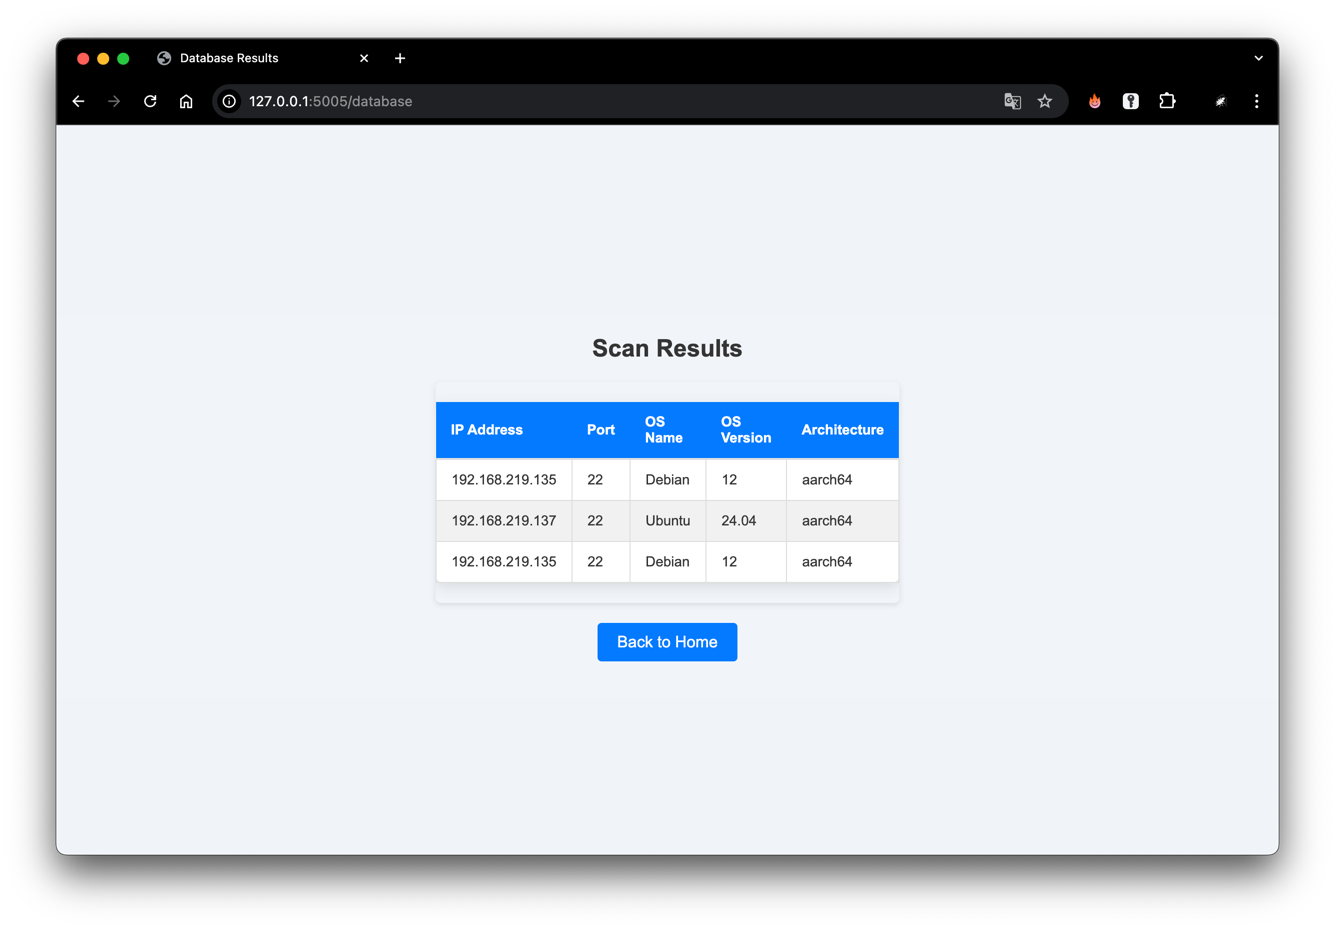 Database Results
127.0.0.1:5005/database
Scan Results
IP Address Port OS Name OS Version Architecture
192.168.219.135 22 Debian 12 aarch64
192.168.219.137 22 Ubuntu 24.04 aarch64
192.168.219.135 22 Debian 12 aarch64
Back to Home